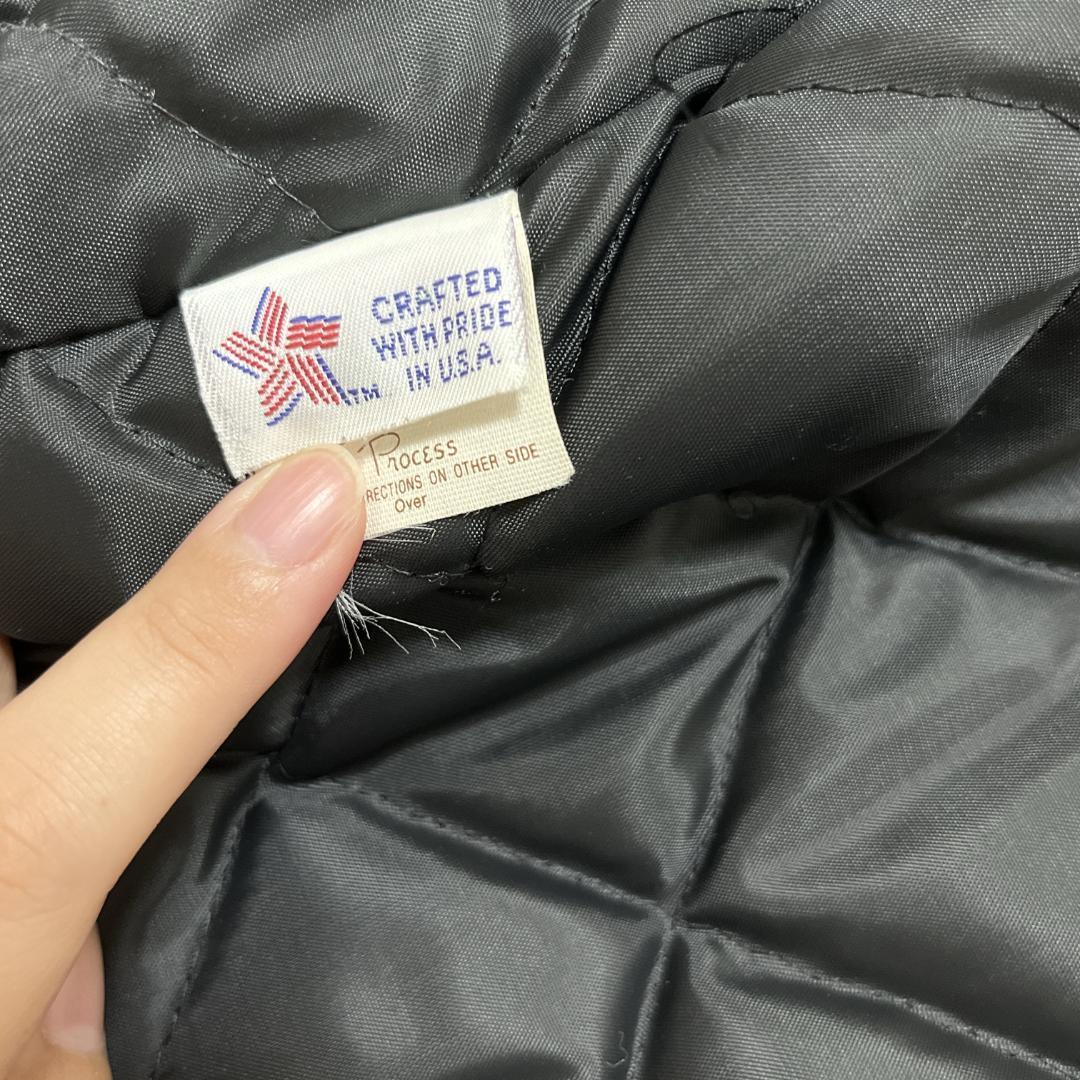 CRAFTED
WITH PRIDE
IN U.S.A.
TM
Process
RECTIONS ON OTHER SIDE
Over